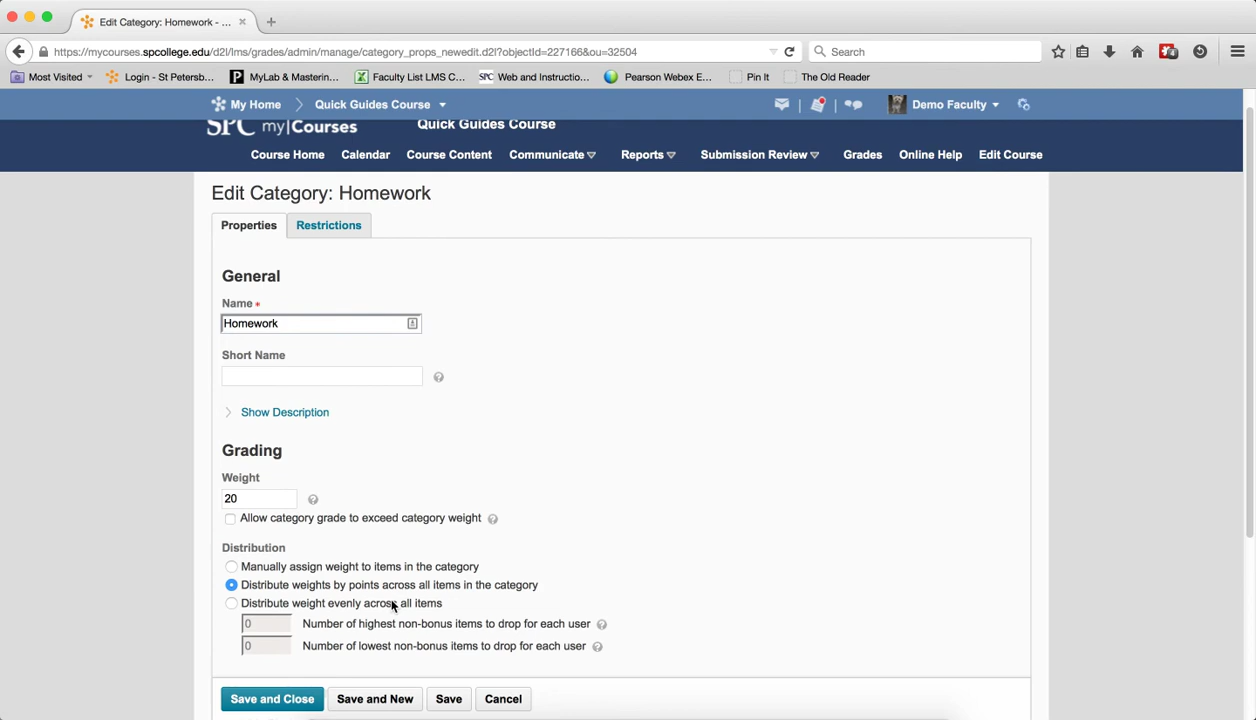 Edit Category: Homework - ...
https://mycourses.spcollege.edu/d2l/lms/grades/admin/manage/category_props_newedit.d2l?objectId=227166&ou=32504
Search
Most Visited
Login - St Petersb...
MyLab & Masterin...
Faculty List LMS C...
SPC Web and Instructio...
Pearson Webex E...
Pin It
The Old Reader
My Home
Quick Guides Course
Demo Faculty
SPC my|Courses
Quick Guides Course
Course Home
Calendar
Course Content
Communicate
Reports
Submission Review
Grades
Online Help
Edit Course
Edit Category: Homework
Properties
Restrictions
General
Name *
Homework
Short Name
Show Description
Grading
Weight
20
Allow category grade to exceed category weight
Distribution
Manually assign weight to items in the category
Distribute weights by points across all items in the category
Distribute weight evenly across all items
0 Number of highest non-bonus items to drop for each user
0 Number of lowest non-bonus items to drop for each user
Save and Close
Save and New
Save
Cancel